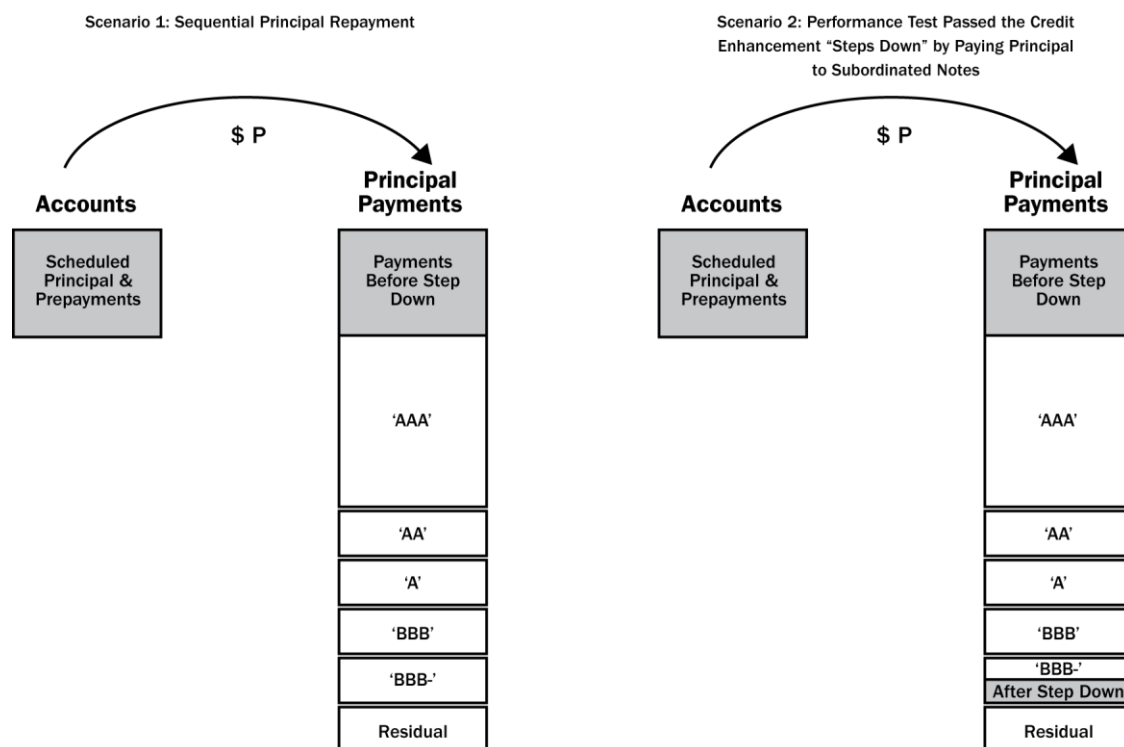 Scenario 1: Sequential Principal Repayment
$ P
Accounts
Scheduled
Principal &
Prepayments
Principal
Payments
Payments
Before Step
Down
‘AAA’
‘AA’
‘A’
‘BBB’
‘BBB-’
Residual
Scenario 2: Performance Test Passed the Credit
Enhancement “Steps Down” by Paying Principal
to Subordinated Notes
$ P
Accounts
Scheduled
Principal &
Prepayments
Principal
Payments
Payments
Before Step
Down
‘AAA’
‘AA’
‘A’
‘BBB’
‘BBB-’
After Step Down
Residual